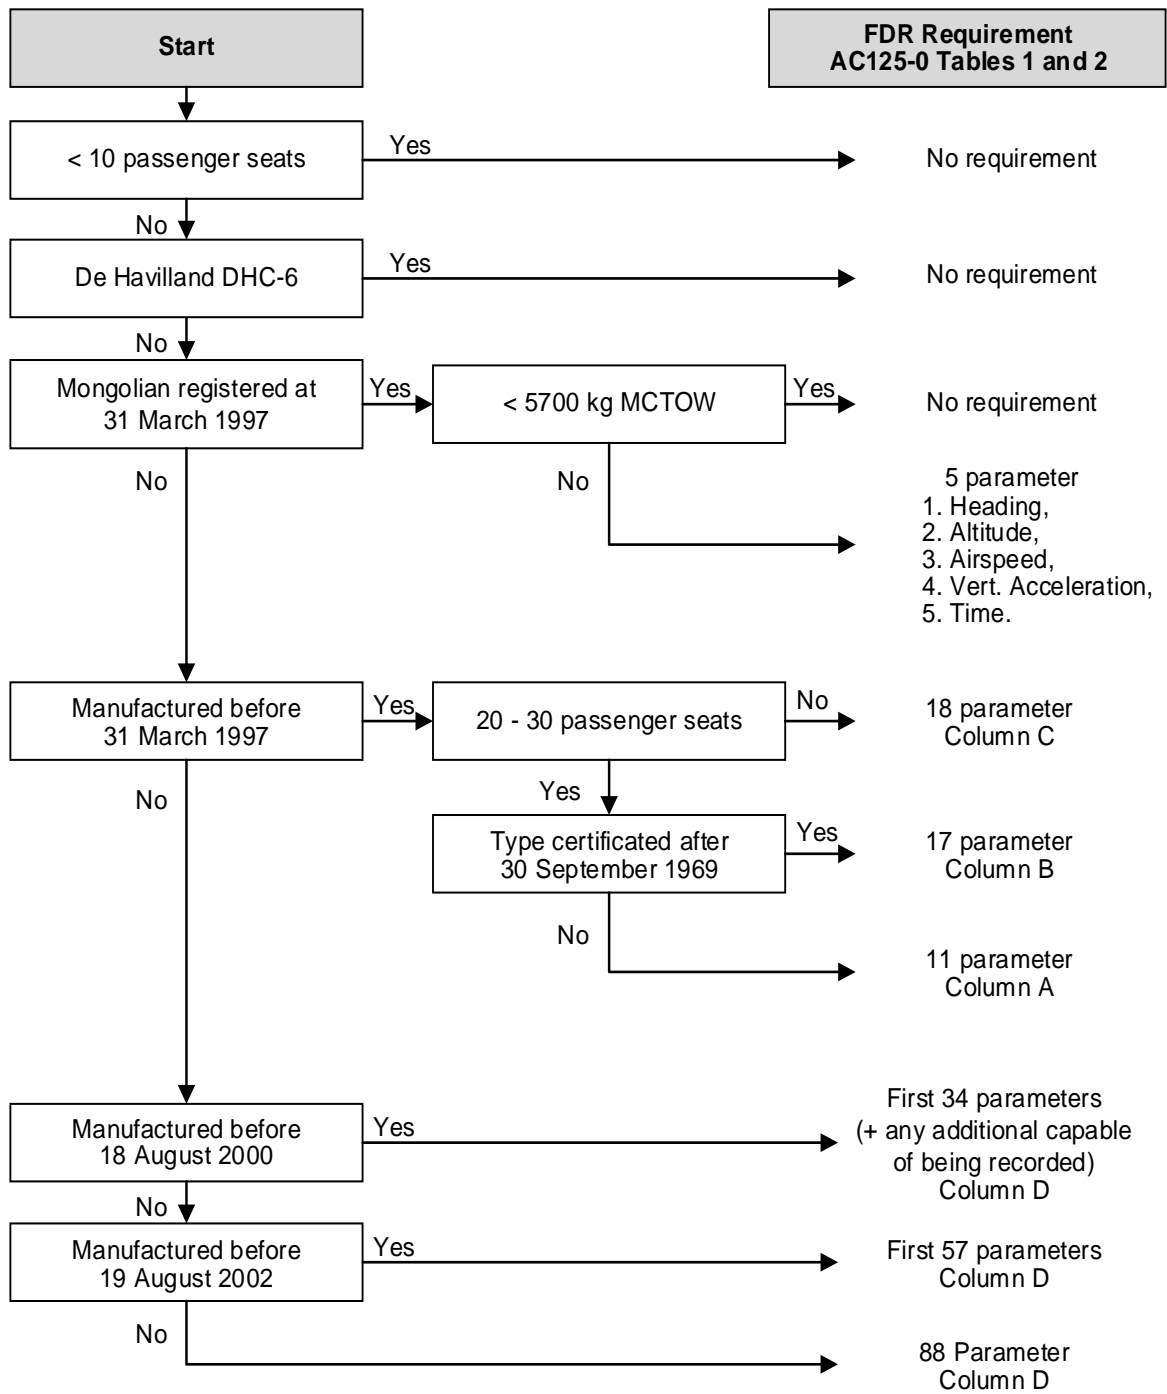 Start
FDR Requirement
AC125-0 Tables 1 and 2
< 10 passenger seats
Yes
No requirement
No
De Havilland DHC-6
Yes
No requirement
No
Mongolian registered at
31 March 1997
Yes
< 5700 kg MCTOW
Yes
No requirement
No
No
5 parameter
1. Heading,
2. Altitude,
3. Airspeed,
4. Vert. Acceleration,
5. Time.
Manufactured before
31 March 1997
Yes
20 - 30 passenger seats
No
18 parameter
Column C
No
Yes
Type certificated after
30 September 1969
Yes
17 parameter
Column B
No
11 parameter
Column A
Manufactured before
18 August 2000
Yes
First 34 parameters
(+ any additional capable
of being recorded)
Column D
No
Manufactured before
19 August 2002
Yes
First 57 parameters
Column D
No
88 Parameter
Column D